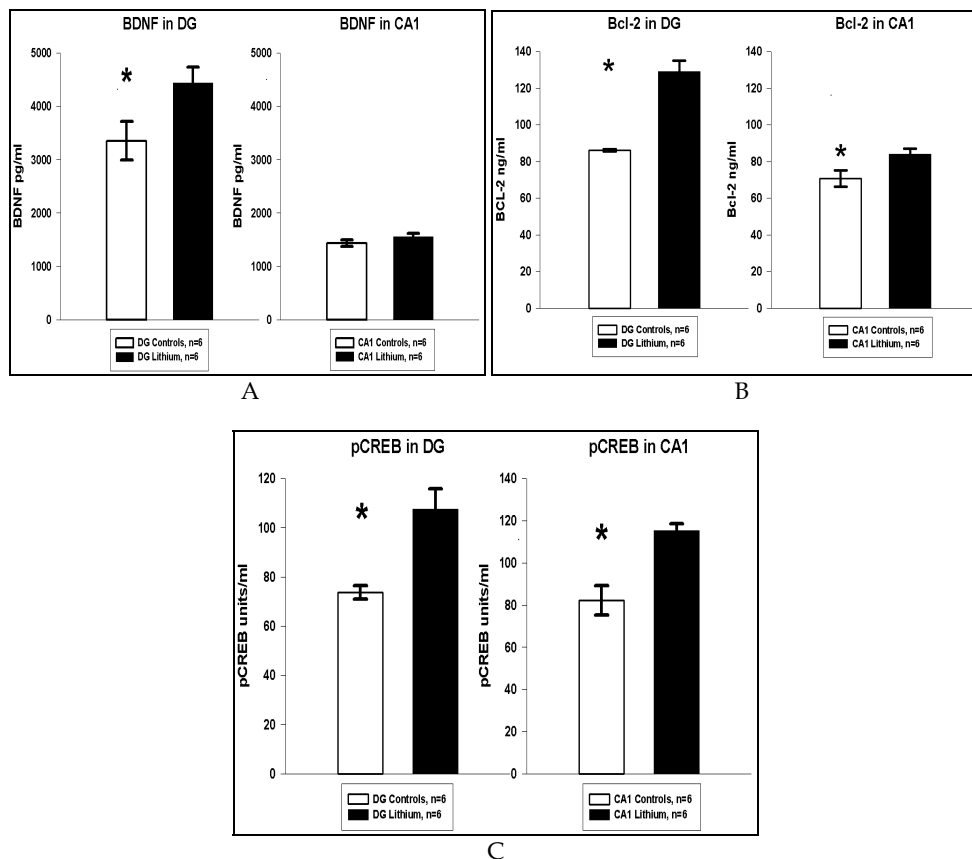 BDNF in DG
BDNF in CA1
5000
4000
3000
2000
1000
0
BDNF pg/ml
*
5000
4000
3000
2000
1000
0
BDNF pg/ml
DG Controls, n=6
DG Lithium, n=6
CA1 Controls, n=6
CA1 Lithium, n=6
A
Bcl-2 in DG
Bcl-2 in CA1
140
120
100
80
60
40
20
0
BCL-2 ng/ml
*
140
120
100
80
60
40
20
0
Bcl-2 ng/ml
*
DG Controls, n=6
DG Lithium, n=6
CA1 Controls, n=6
CA1 Lithium, n=6
B
pCREB in DG
pCREB in CA1
120
100
80
60
40
20
0
pCREB units/ml
*
140
120
100
80
60
40
20
0
pCREB units/ml
*
DG Controls, n=6
DG Lithium, n=6
CA1 Controls, n=6
CA1 Lithium, n=6
C